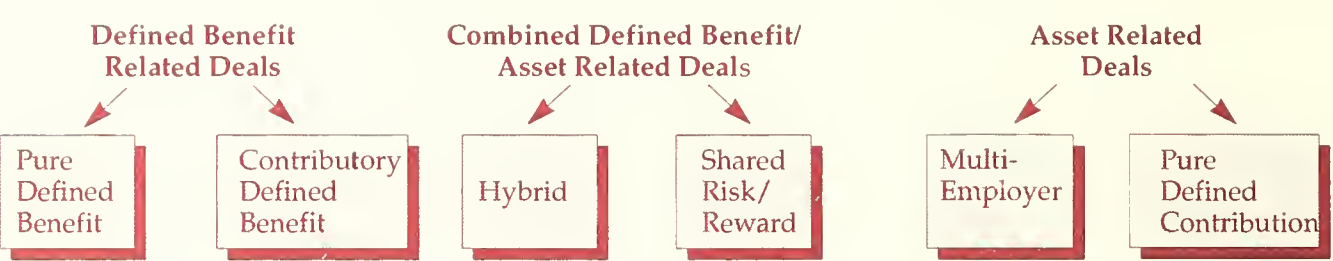 Defined Benefit
Related Deals
Combined Defined Benefit/
Asset Related Deals
Asset Related
Deals
Pure
Defined
Benefit
Contributory
Defined
Benefit
Hybrid
Shared
Risk/
Reward
Multi-
Employer
Pure
Defined
Contribution